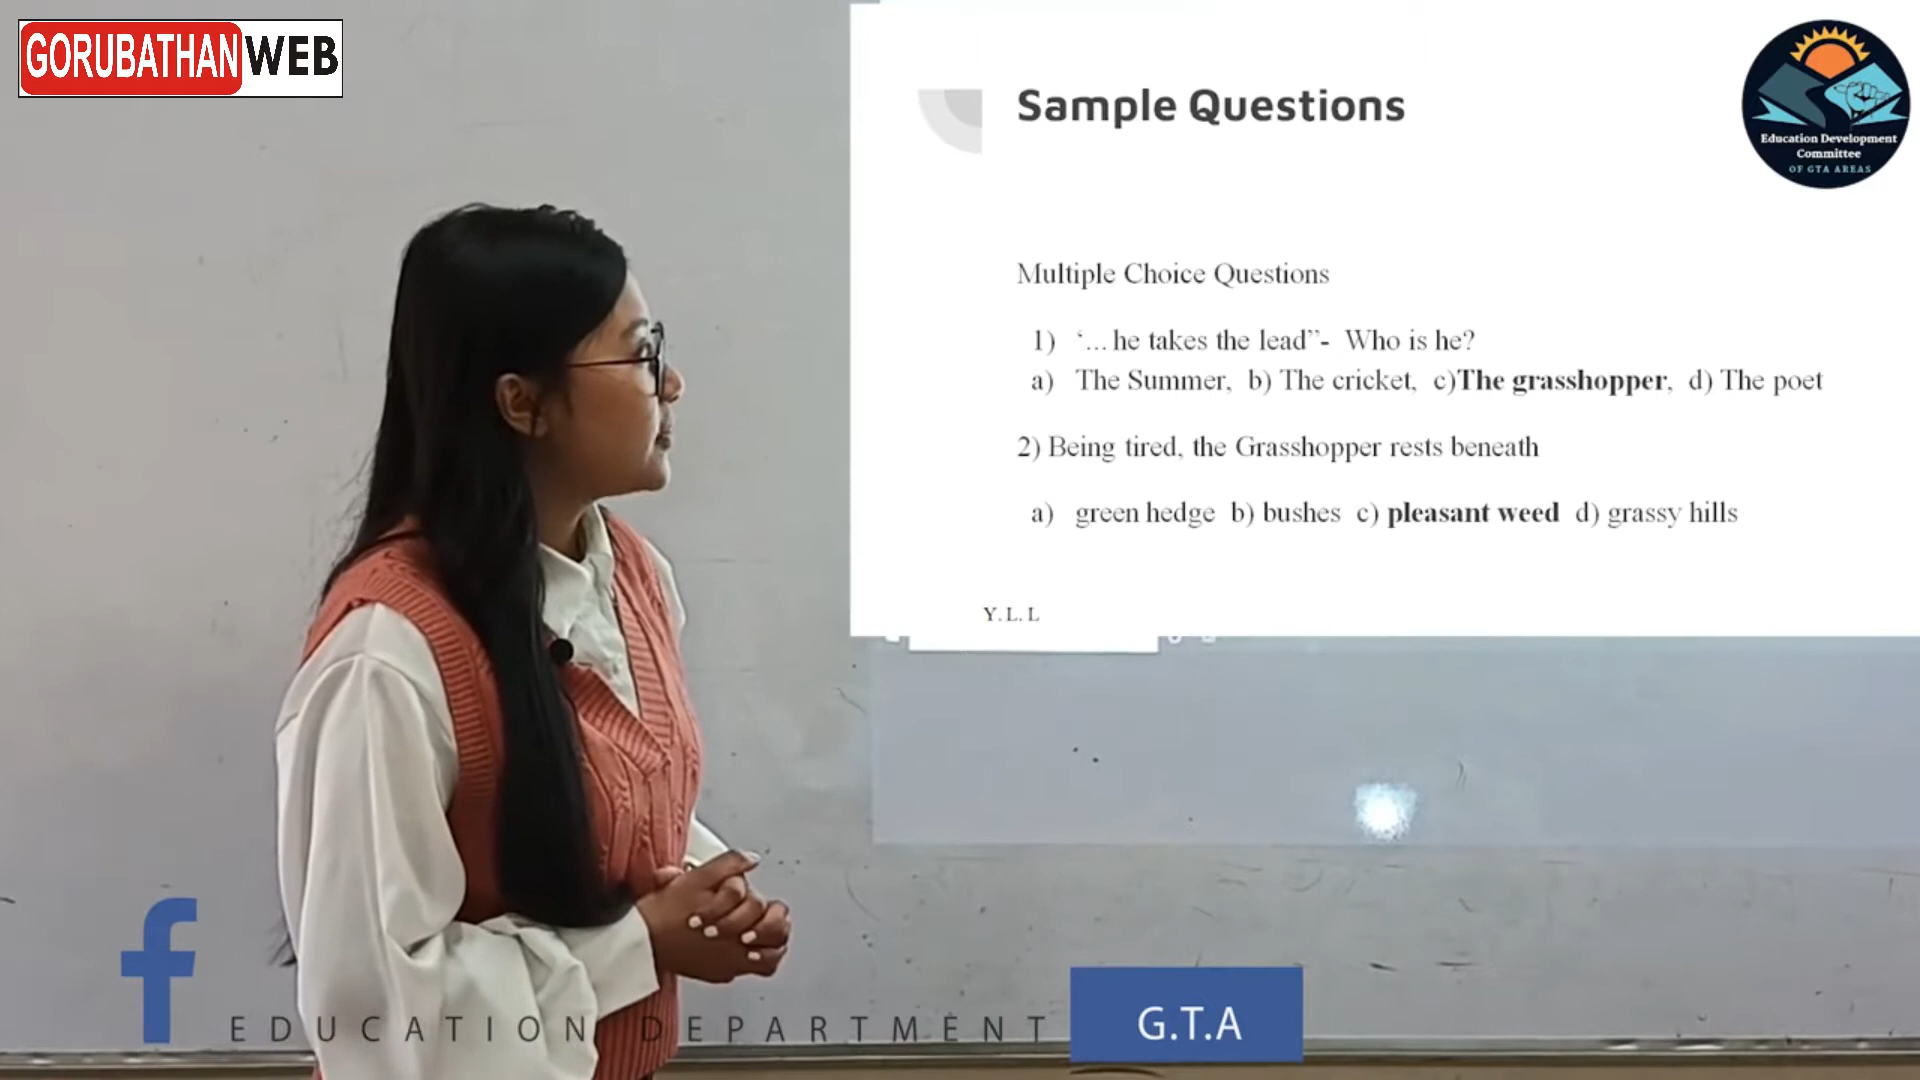 GORUBATHAN WEB
Sample Questions
Education Development
Committee
OF GTA AREAS
Multiple Choice Questions
1) ‘... he takes the lead”- Who is he?
a) The Summer, b) The cricket, c)The grasshopper, d) The poet
2) Being tired, the Grasshopper rests beneath
a) green hedge b) bushes c) pleasant weed d) grassy hills
Y. L. L
f
EDUCATION DEPARTMENT G.T.A